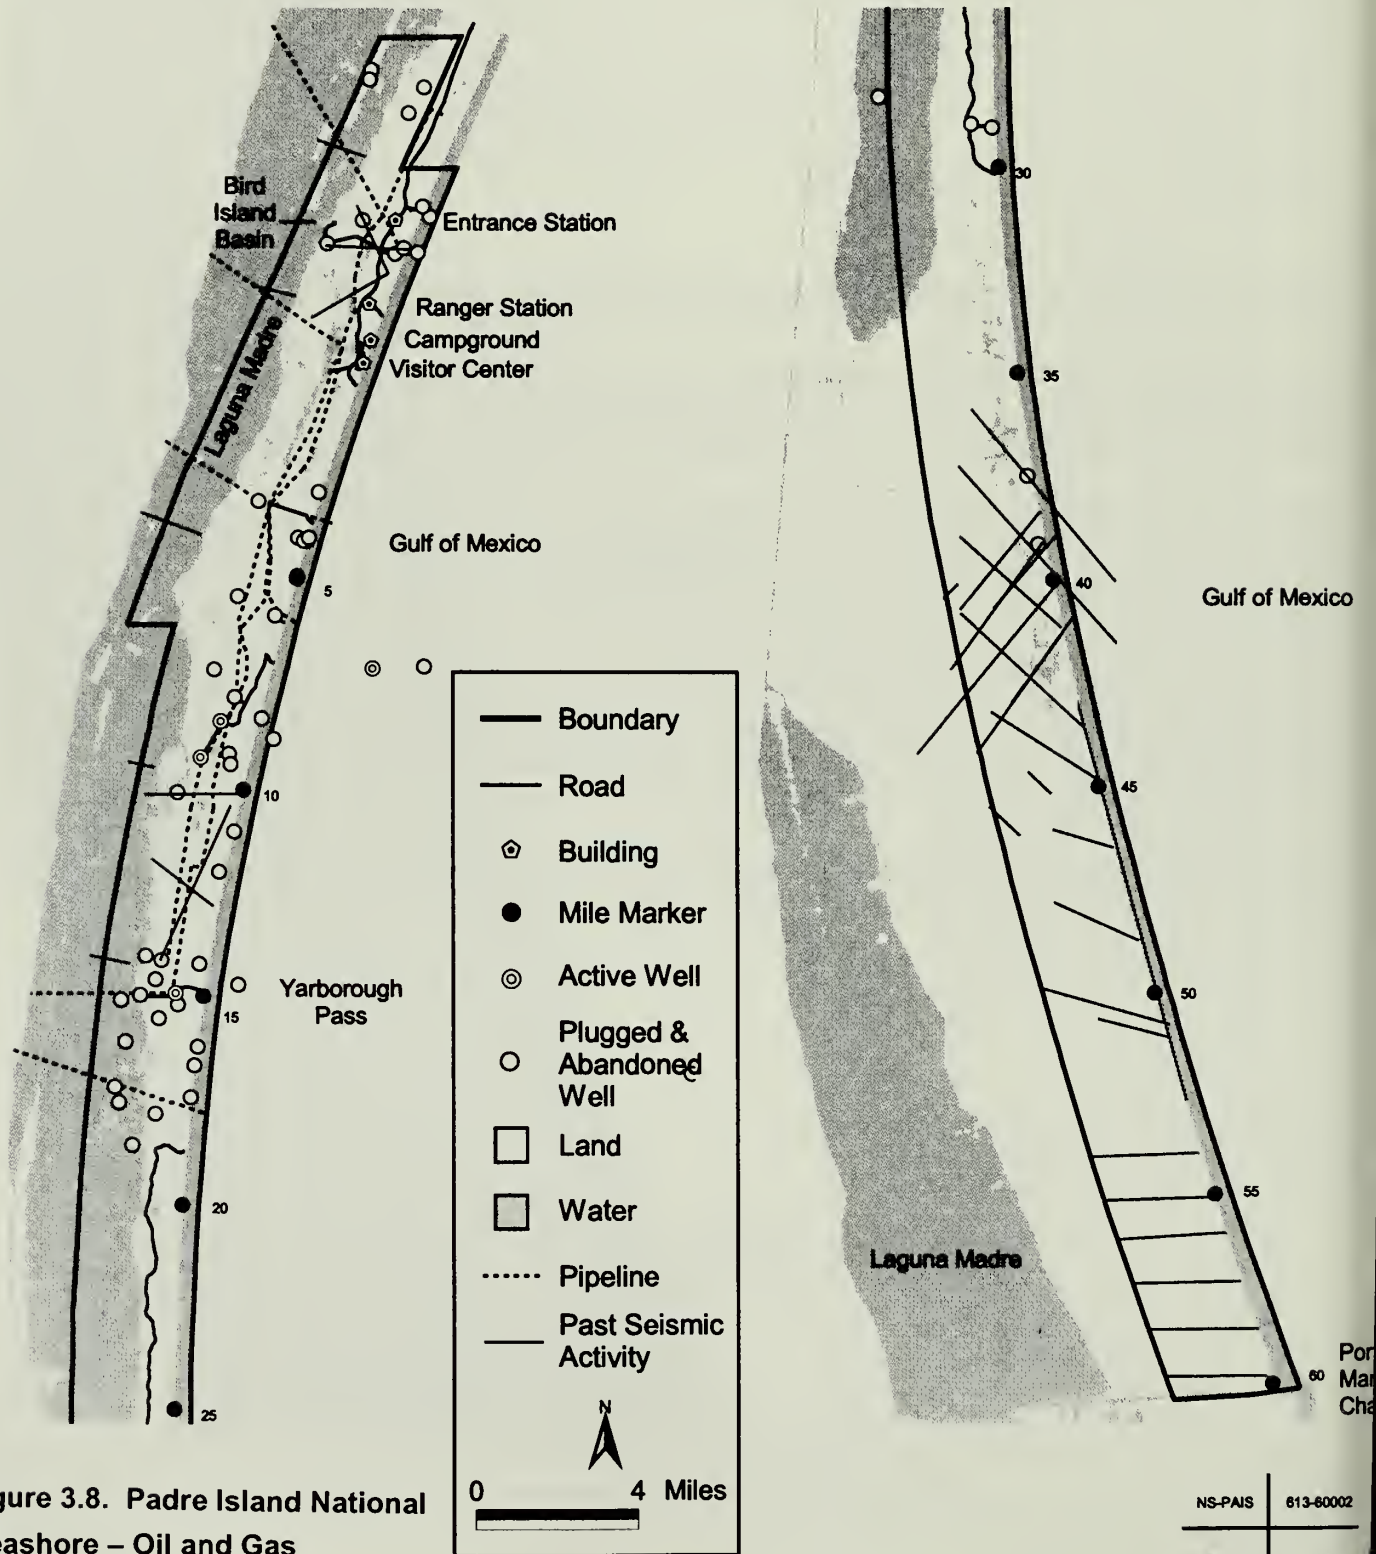 Bird
Island
Basin
Entrance Station
Ranger Station
Campground
Visitor Center
Laguna Madre
Gulf of Mexico
5
10
Yarborough
Pass
15
20
25
Boundary
Road
Building
Mile Marker
Active Well
Plugged &
Abandoned
Well
Land
Water
Pipeline
Past Seismic
Activity
N
0 4 Miles
30
35
40
Gulf of Mexico
45
50
55
Laguna Madre
60
Por
Mar
Cha
gure 3.8. Padre Island National
eashore – Oil and Gas
NS-PAIS 613-60002